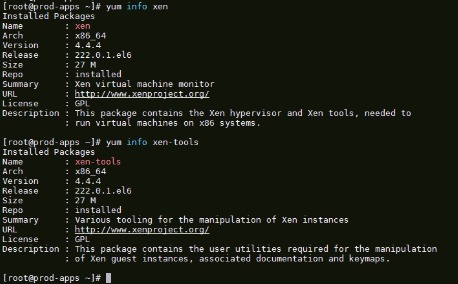 [root@prod-apps ~]# yum info xen
Installed Packages
Name        : xen
Arch        : x86_64
Version     : 4.4.4
Release     : 222.0.1.el6
Size        : 27 M
Repo        : installed
Summary     : Xen virtual machine monitor
URL         : http://www.xenproject.org/
License     : GPL
Description : This package contains the Xen hypervisor and Xen tools, needed to
            : run virtual machines on x86 systems.

[root@prod-apps ~]# yum info xen-tools
Installed Packages
Name        : xen-tools
Arch        : x86_64
Version     : 4.4.4
Release     : 222.0.1.el6
Size        : 27 M
Repo        : installed
Summary     : Various tooling for the manipulation of Xen instances
URL         : http://www.xenproject.org/
License     : GPL
Description : This package contains the user utilities required for the manipulation
            : of Xen guest instances, associated documentation and keymaps.

[root@prod-apps ~]#